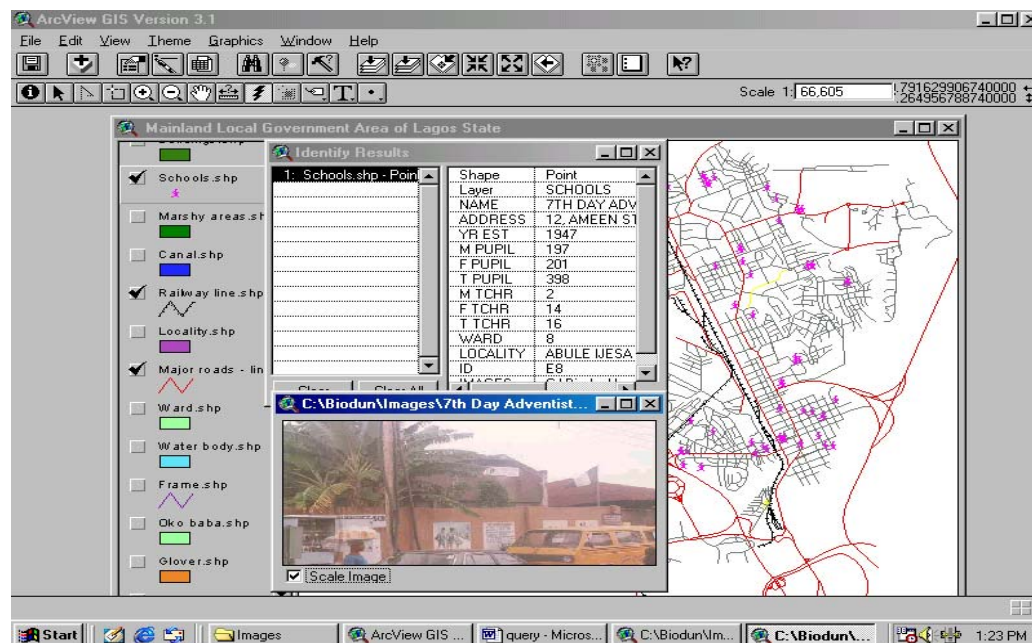 ArcView GIS Version 3.1
File Edit View Theme Graphics Window Help
Scale 1: 66,605
.791629906740000
.264956788740000
Mainland Local Government Area of Lagos State
Schools.shp
Marshy areas.sh
Canal.shp
Railway line.shp
Locality.shp
Major roads - lin
Ward.shp
Water body.shp
Frame.shp
Oko baba.shp
Glover.shp
Identify Results
1: Schools.shp - Poin
Shape Point
Layer SCHOOLS
NAME 7TH DAY ADV
ADDRESS 12, AMEEN ST
YR EST 1947
M PUPIL 197
F PUPIL 201
T PUPIL 398
M TCHR 2
F TCHR 14
T TCHR 16
WARD 8
LOCALITY ABULE IJESA
ID E8
IMAGES
Clear Clear All
C:\Biodun\Images\7th Day Adventist...
Scale Image
Start Images ArcView GIS ... query - Micros... C:\Biodun\Im... C:\Biodun\... 1:23 PM